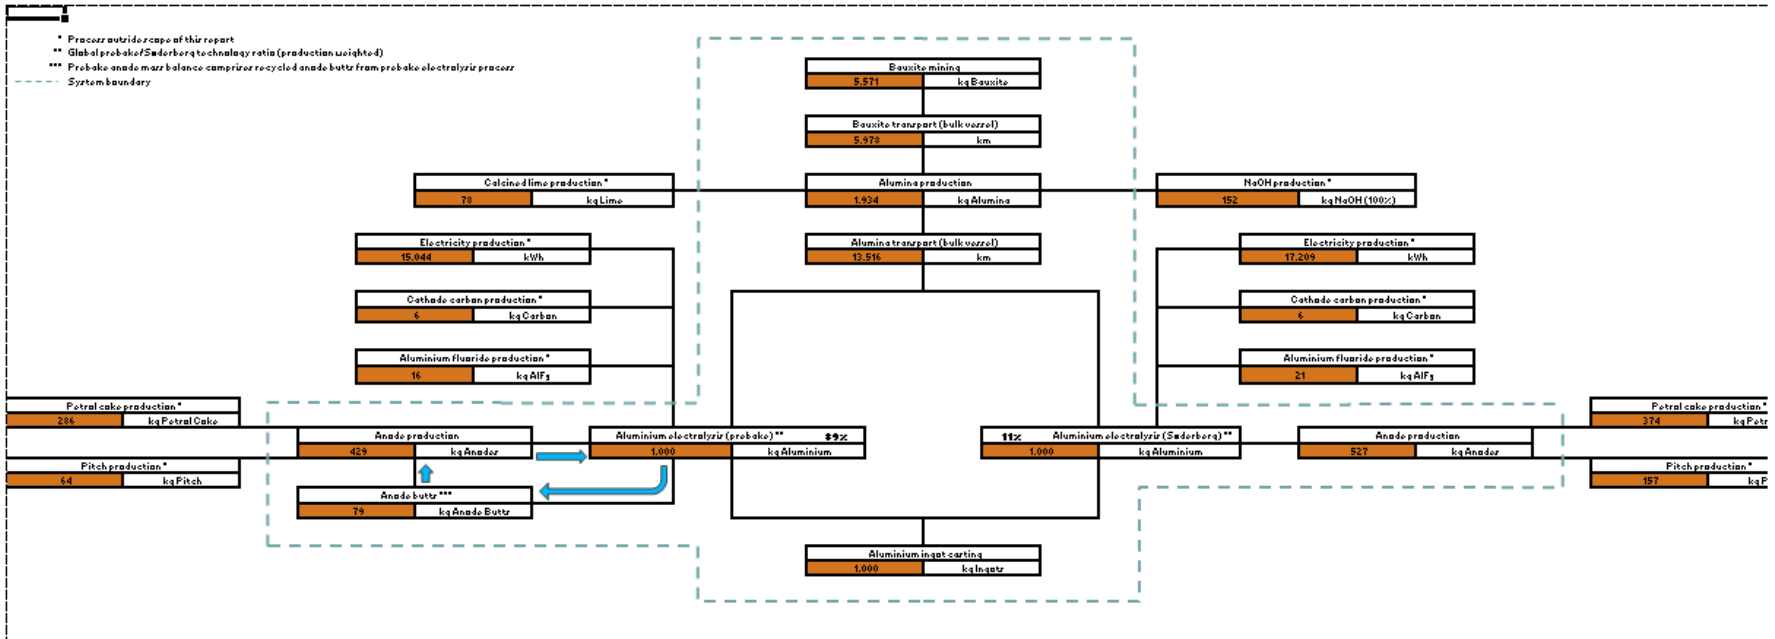 * Process outside scope of this report
** Global prebake/Søderberg technology ratio (production weighted)
*** Prebake anode mass balance comprises recycled anode butts from prebake electrolysis process
System boundary
Bauxite mining
5.571 kg Bauxite
Bauxite transport (bulk vessel)
5.978 km
Calcined lime production *
78 kg Lime
Alumina production
1.934 kg Alumina
NaOH production *
152 kg NaOH (100%)
Electricity production *
15.044 kWh
Alumina transport (bulk vessel)
13.516 km
Electricity production *
17.209 kWh
Cathode carbon production *
6 kg Carbon
Cathode carbon production *
6 kg Carbon
Aluminium fluoride production *
16 kg AlF₃
Aluminium fluoride production *
21 kg AlF₃
Petrol coke production *
286 kg Petrol Coke
Petrol coke production *
374 kg Petr
Anode production
429 kg Anodes
Aluminium electrolysis (prebake) ** 89%
1.000 kg Aluminium
11% Aluminium electrolysis (Søderberg) **
1.000 kg Aluminium
Anode production
527 kg Anodes
Pitch production *
64 kg Pitch
Pitch production *
157 kg P
Anode butts ***
79 kg Anode Butts
Aluminium ingot casting
1.000 kg Ingots